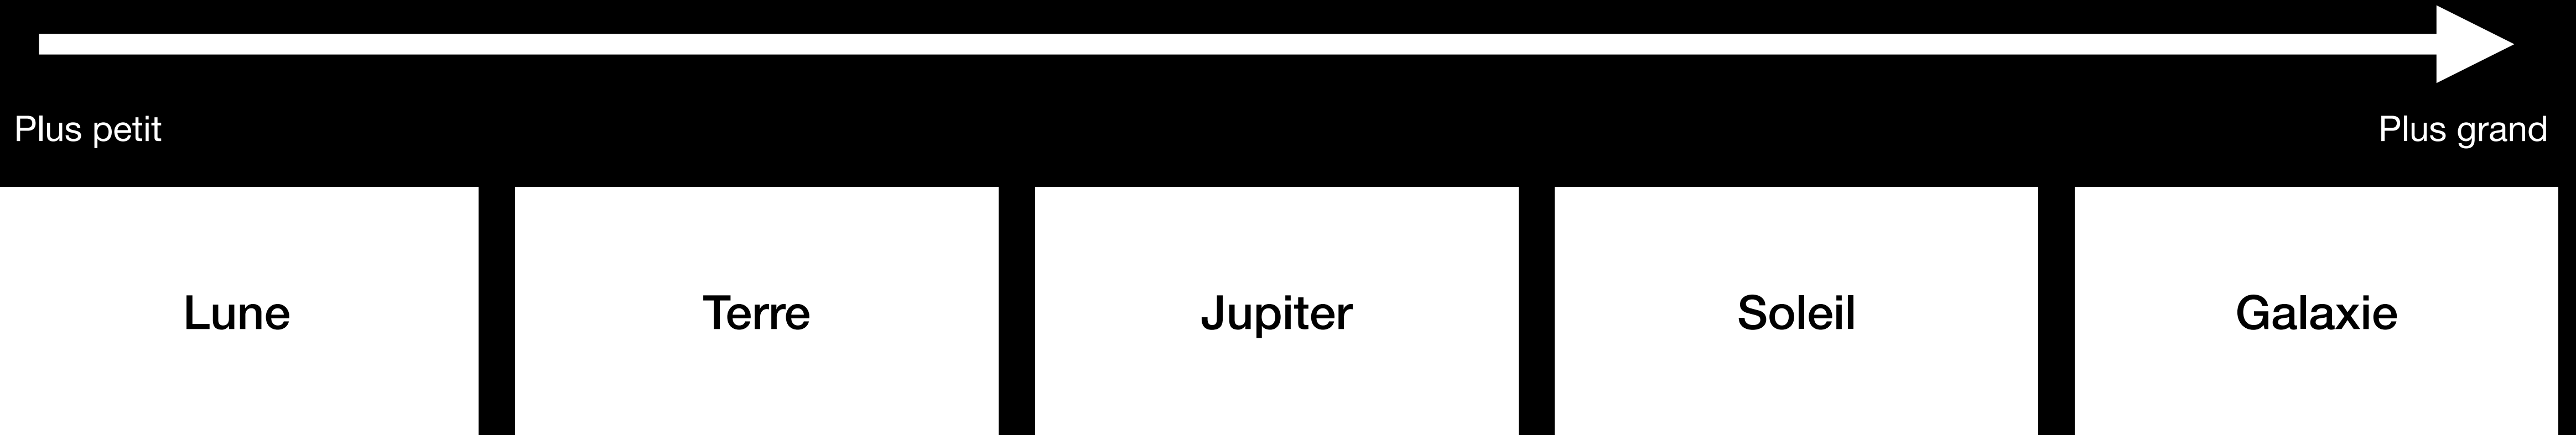 Plus petit
Plus grand
Lune
Terre
Jupiter
Soleil
Galaxie